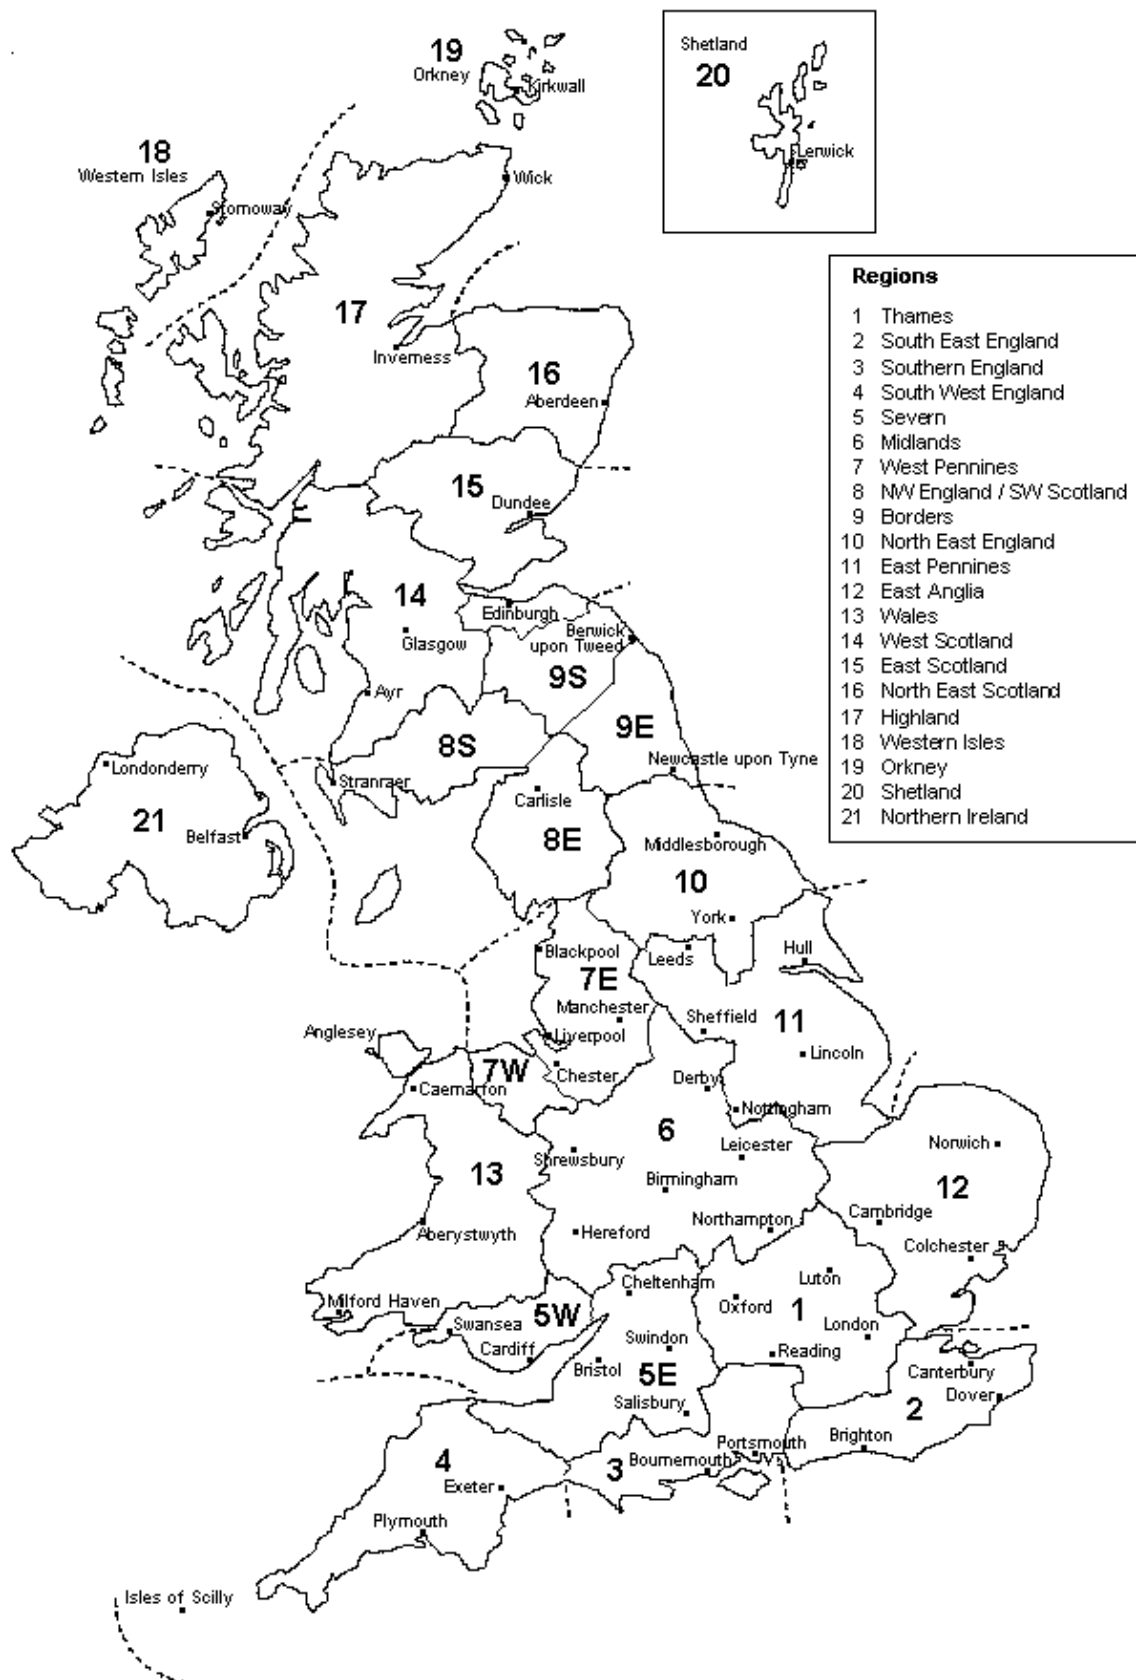 19
Orkney
Kirkwall
Shetland
20
Lerwick
18
Western Isles
Stornoway
Wick
17
Inverness
16
Aberdeen
Regions
1 Thames
2 South East England
3 Southern England
4 South West England
5 Severn
6 Midlands
7 West Pennines
8 NW England / SW Scotland
9 Borders
10 North East England
11 East Pennines
12 East Anglia
13 Wales
14 West Scotland
15 East Scotland
16 North East Scotland
17 Highland
18 Western Isles
19 Orkney
20 Shetland
21 Northern Ireland
15
Dundee
14
Glasgow
Edinburgh
Berwick
upon Tweed
9S
Ayr
8S
9E
Newcastle upon Tyne
Londonderry
Stranraer
Carlisle
21
Belfast
8E
Middlesborough
10
York
Blackpool
Leeds
Hull
7E
Manchester
Sheffield
11
Anglesey
Liverpool
Lincoln
7W
Chester
Derby
Caernarfon
Nottingham
6
Norwich
Shrewsbury
Leicester
13
Birmingham
12
Aberystwyth
Hereford
Northampton
Cambridge
Colchester
Cheltenham
Luton
Milford Haven
5W
Oxford
1
Swansea
Swindon
London
Cardiff
Bristol
5E
Reading
Canterbury
Dover
Salisbury
2
Brighton
4
3
Bournemouth
Portsmouth
Exeter
Plymouth
Isles of Scilly